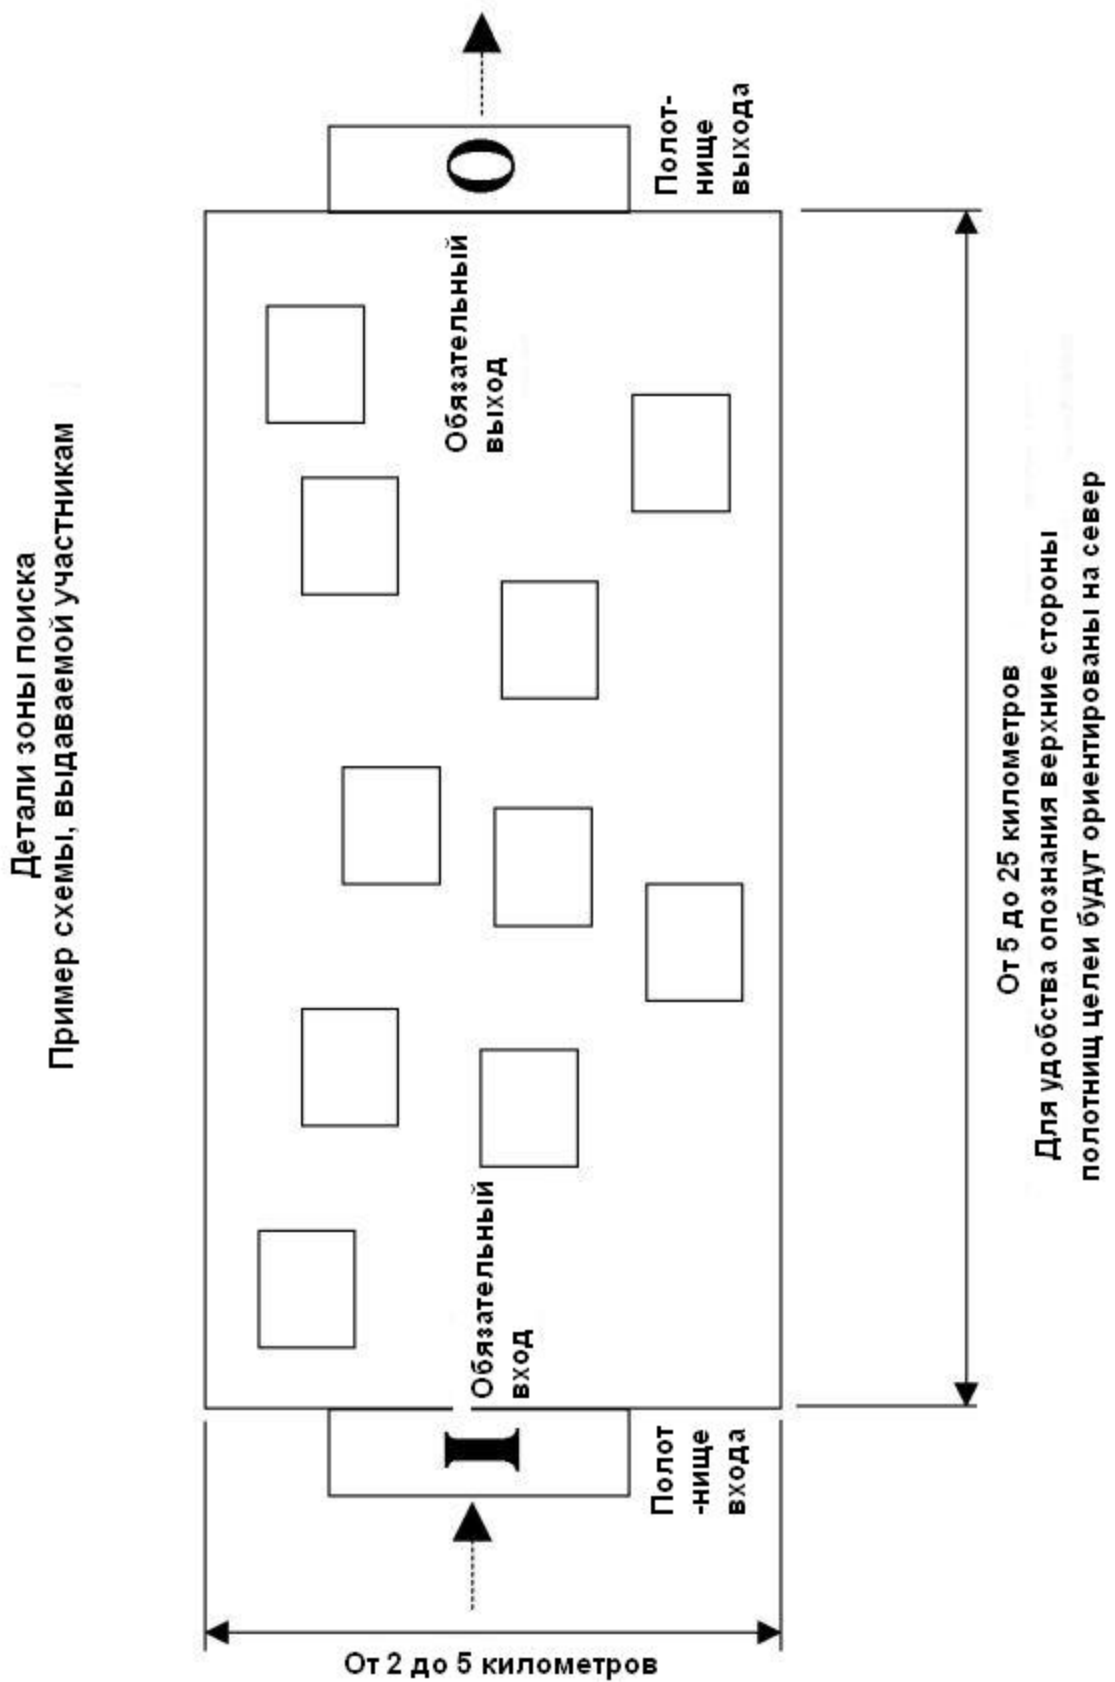 Детали зоны поиска
Пример схемы, выдаваемой участникам
O
Полот-
нище
выхода
Обязательный
выход
Обязательный
вход
I
Полот
-нище
входа
От 2 до 5 километров
От 5 до 25 километров
Для удобства опознания верхние стороны
полотнищ целей будут ориентированы на север